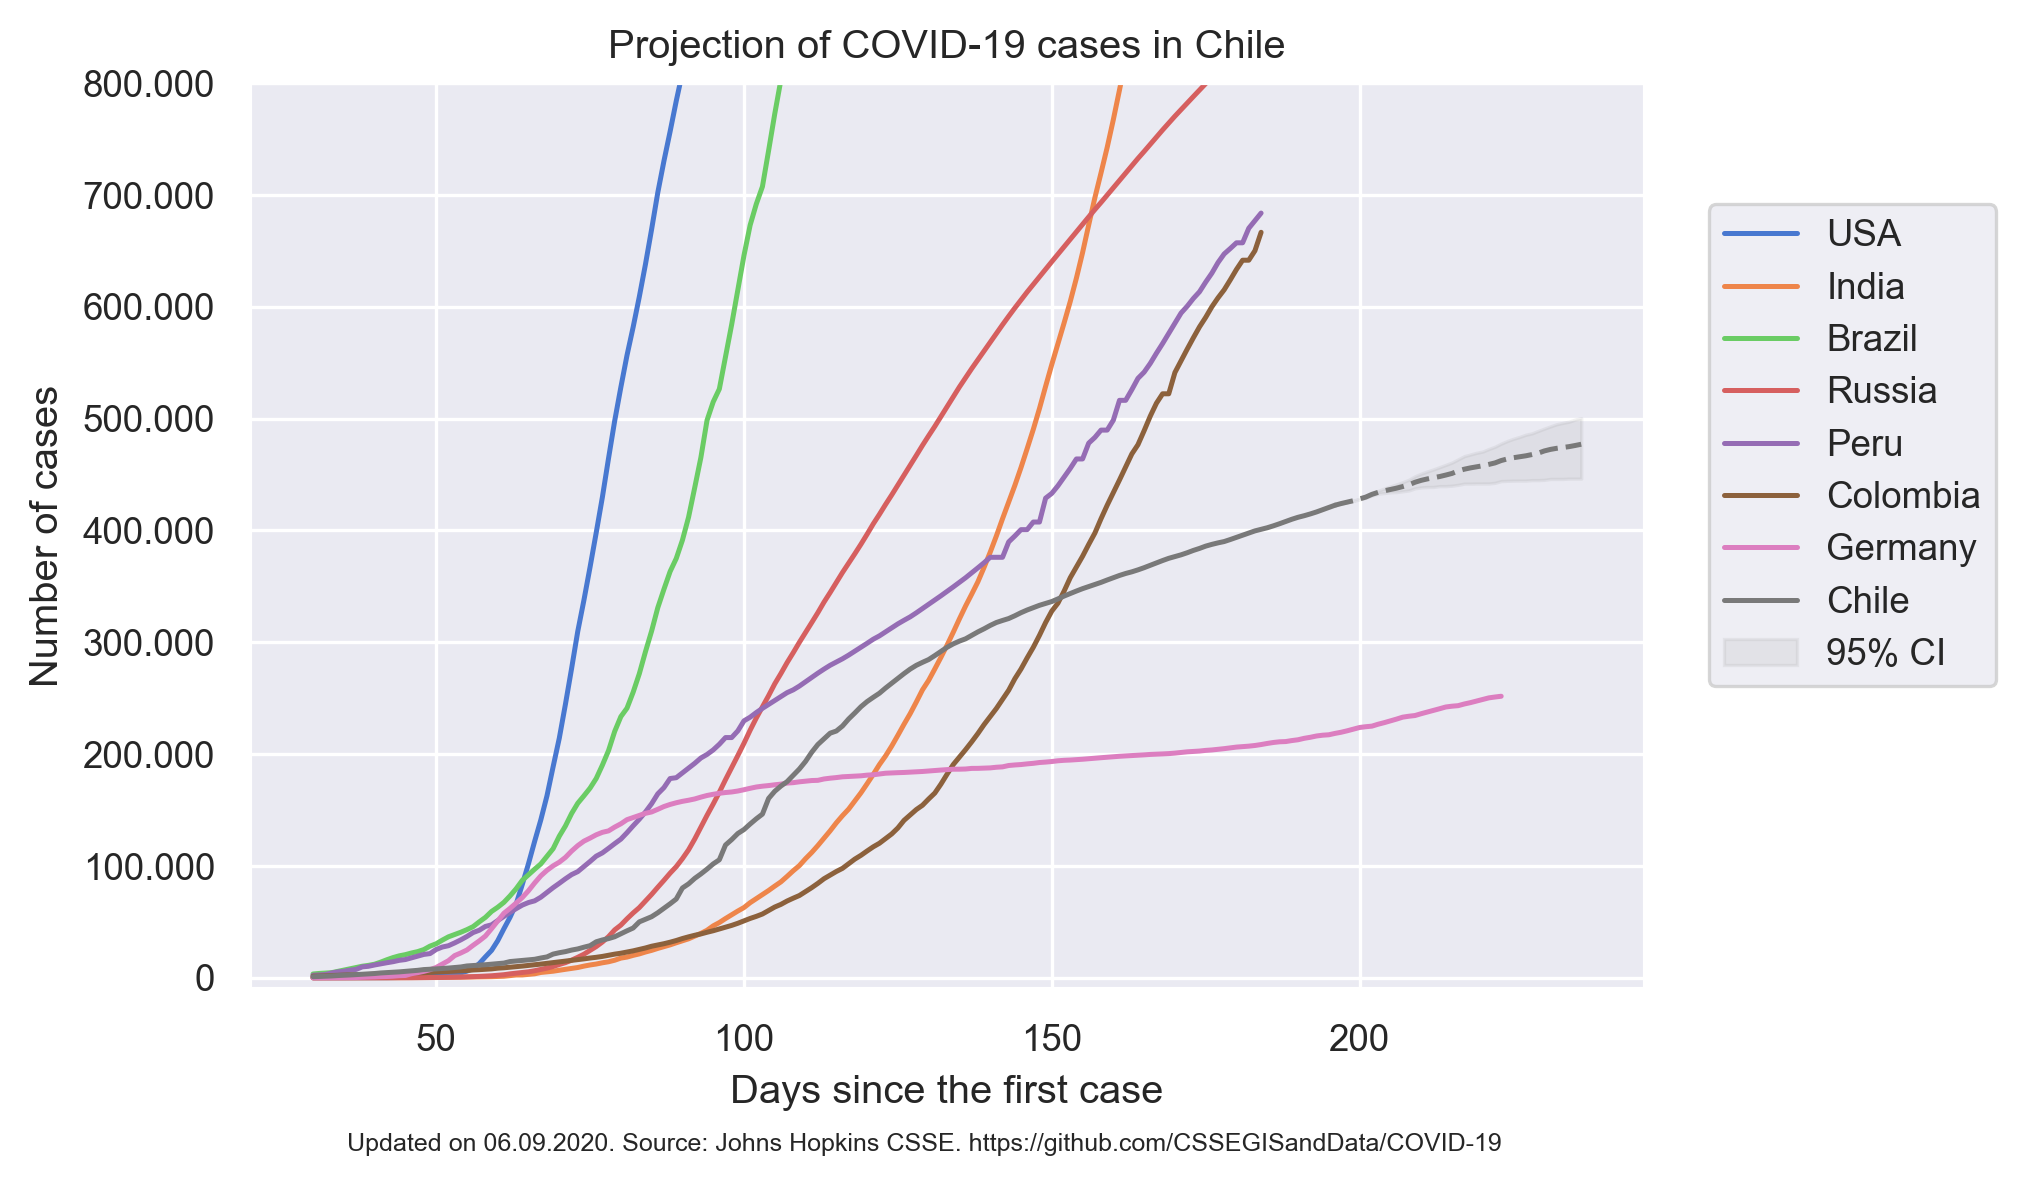 Projection of COVID-19 cases in Chile
800.000
700.000
600.000
500.000
400.000
300.000
200.000
100.000
0
Number of cases
50
100
150
200
Days since the first case
USA
India
Brazil
Russia
Peru
Colombia
Germany
Chile
95% CI
Updated on 06.09.2020. Source: Johns Hopkins CSSE. https://github.com/CSSEGISandData/COVID-19